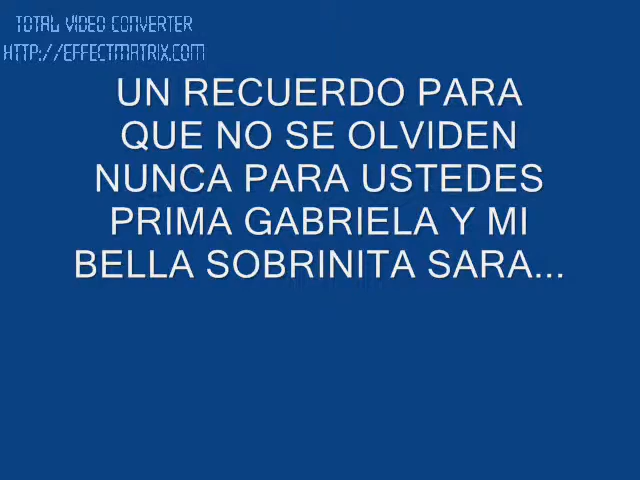 TOTAL VIDEO CONVERTER
HTTP://EFFECTMATRIX.COM
UN RECUERDO PARA
QUE NO SE OLVIDEN
NUNCA PARA USTEDES
PRIMA GABRIELA Y MI
BELLA SOBRINITA SARA...